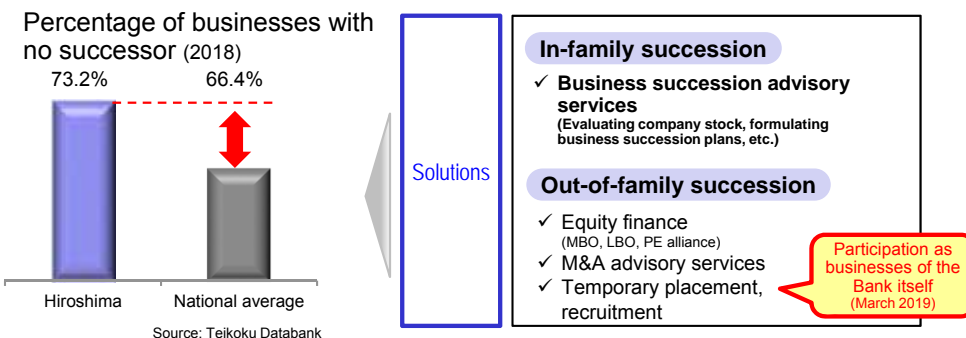 Percentage of businesses with
no successor (2018)
73.2%
66.4%
Hiroshima
National average
Source: Teikoku Databank
Solutions
In-family succession
✓ Business succession advisory
services
(Evaluating company stock, formulating
business succession plans, etc.)
Out-of-family succession
✓ Equity finance
(MBO, LBO, PE alliance)
✓ M&A advisory services
✓ Temporary placement,
recruitment
Participation as
businesses of the
Bank itself
(March 2019)